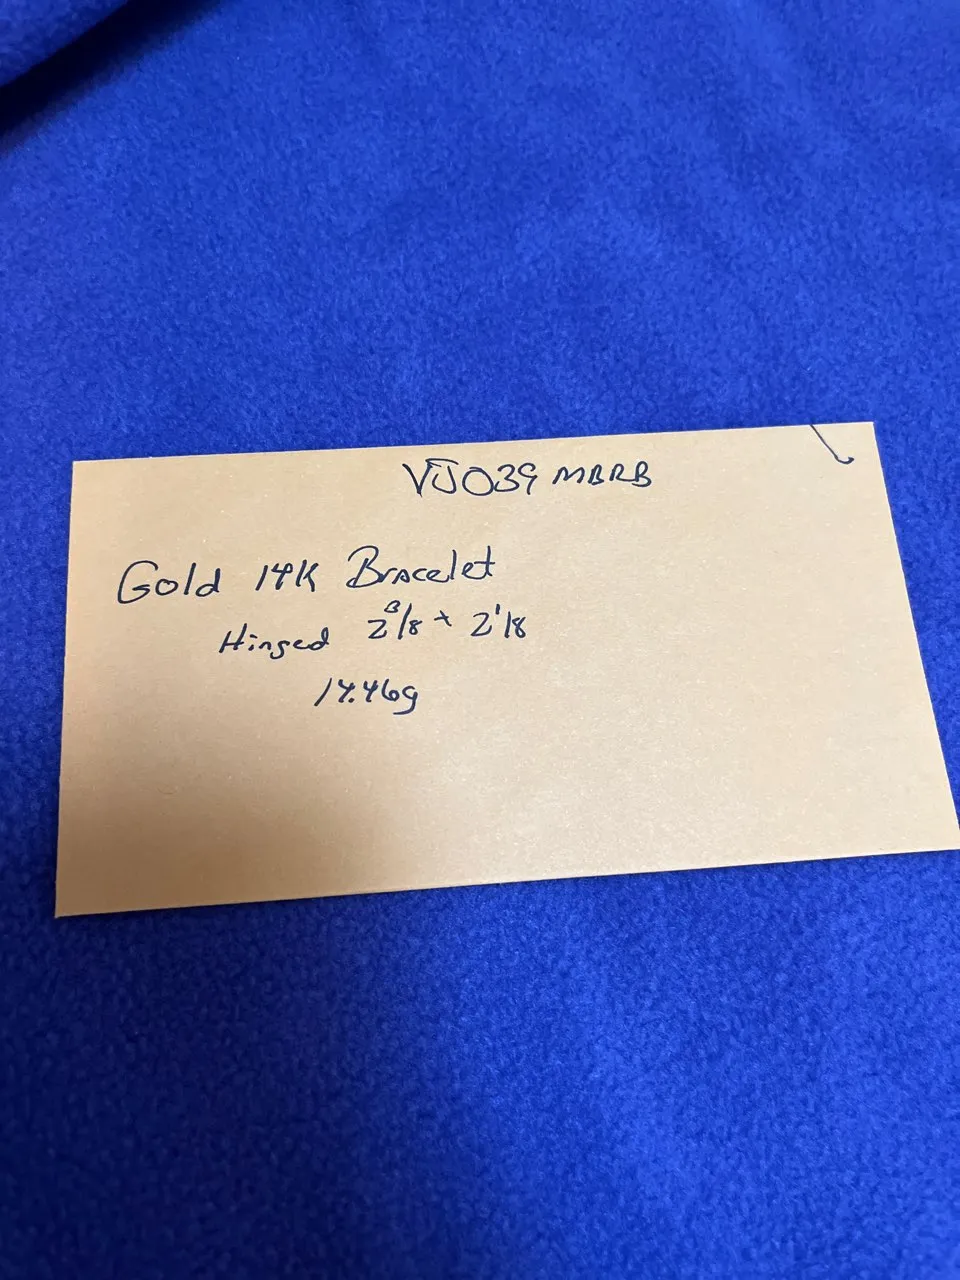 VJ039 MBRB
Gold 14K Bracelet
Hinged 2 3/8 x 2 1/8
14.46g